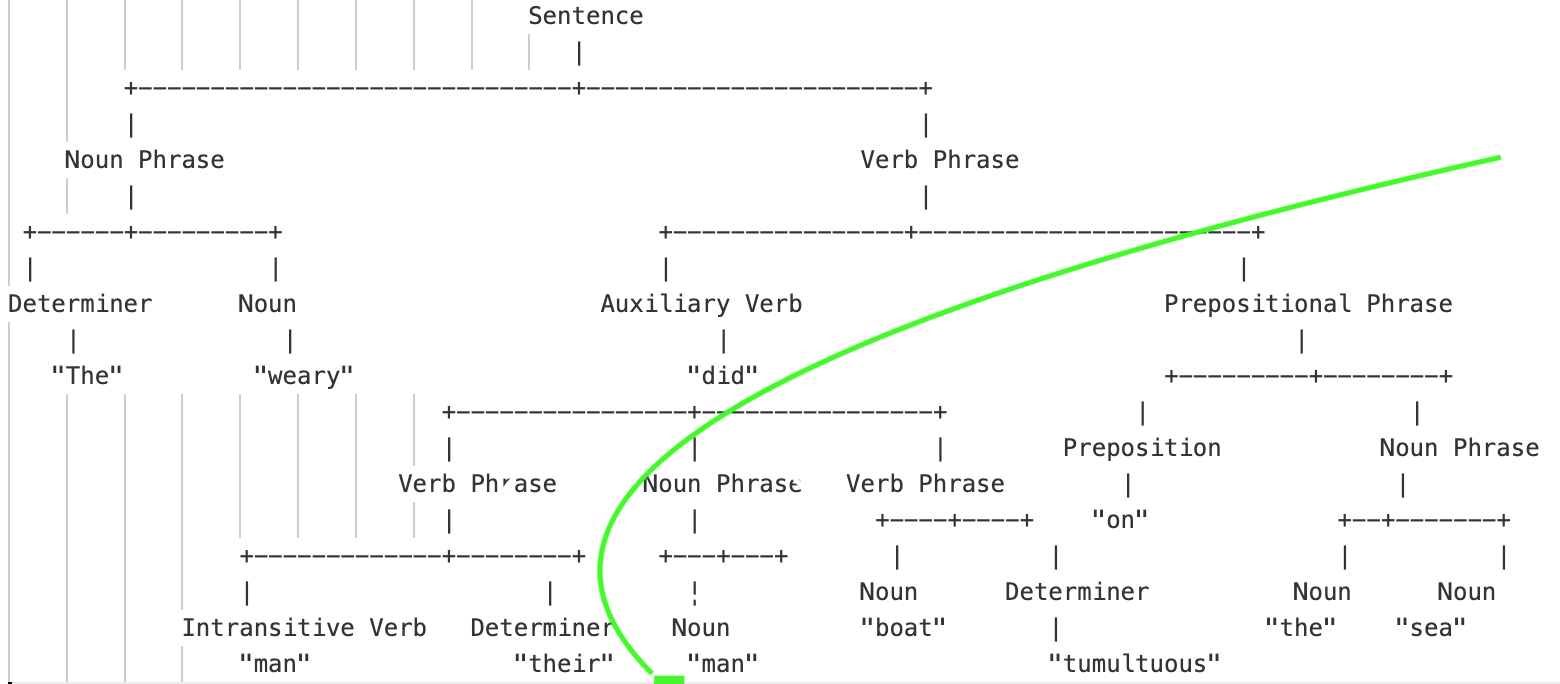 Sentence
Noun Phrase Verb Phrase
Determiner Noun Auxiliary Verb Prepositional Phrase
"The" "weary" "did"
Preposition Noun Phrase
Verb Phrase Noun Phrase Verb Phrase
"on"
Noun Determiner Noun Noun
Intransitive Verb Determiner Noun "boat" "the" "sea"
"man" "their" "man" "tumultuous"